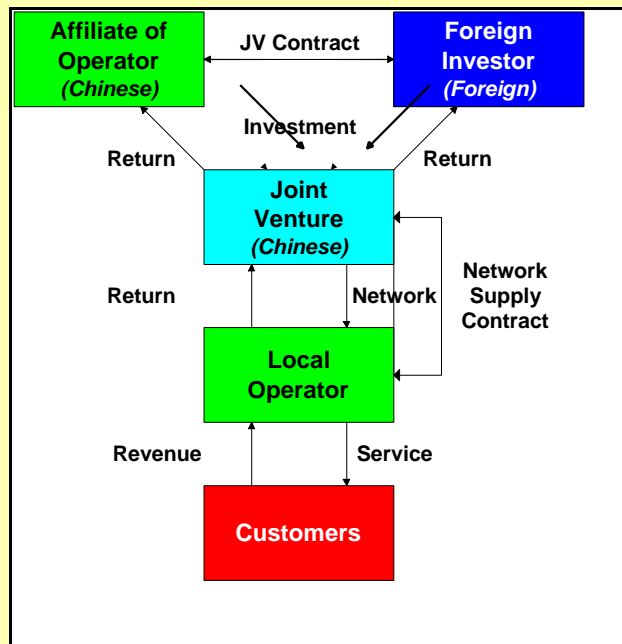 Affiliate of
Operator
(Chinese)
JV Contract
Foreign
Investor
(Foreign)
Investment
Return
Return
Joint
Venture
(Chinese)
Network
Supply
Contract
Return
Network
Local
Operator
Revenue
Service
Customers